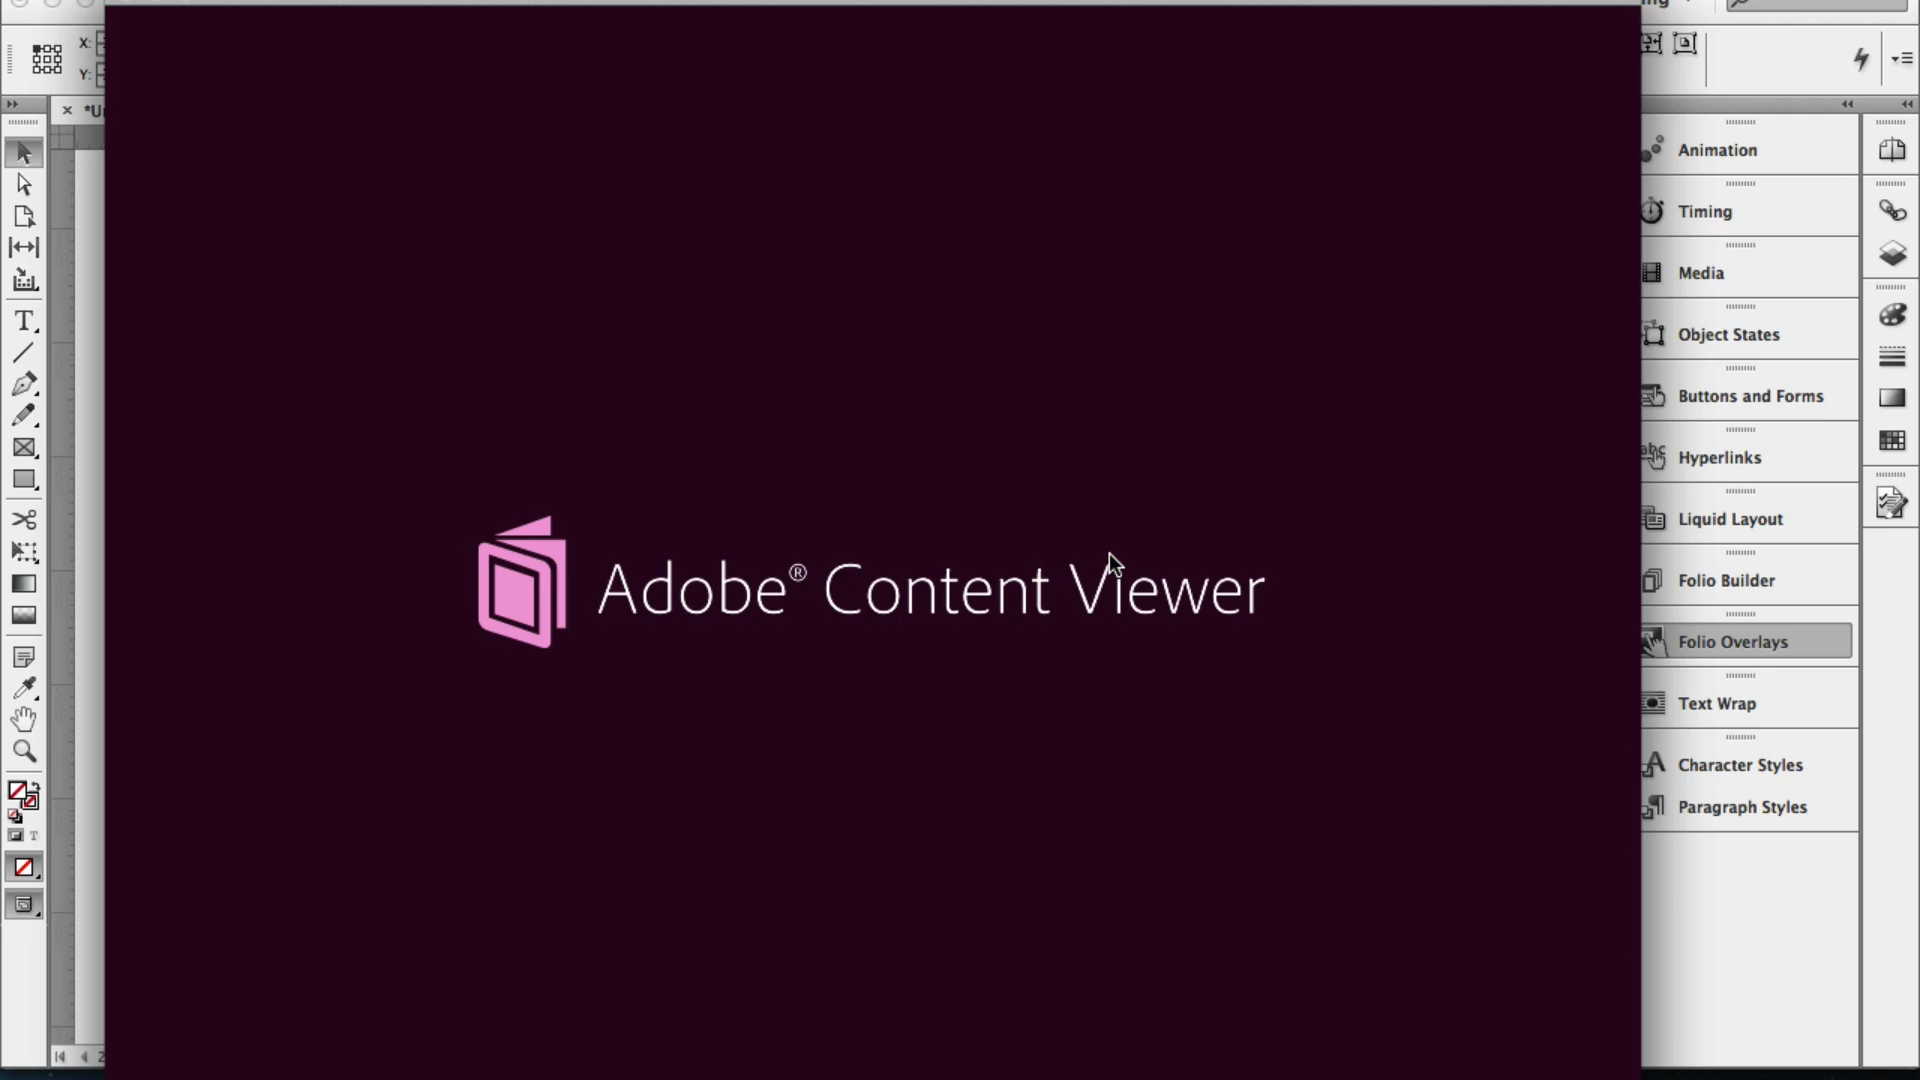 X:
Y:
*Ur
Animation
Timing
Media
Object States
Buttons and Forms
Hyperlinks
Liquid Layout
Folio Builder
Folio Overlays
Text Wrap
Character Styles
Paragraph Styles
Adobe® Content Viewer